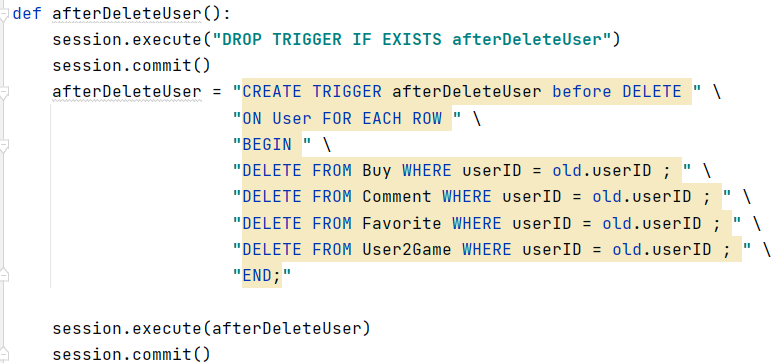 def afterDeleteUser():
    session.execute("DROP TRIGGER IF EXISTS afterDeleteUser")
    session.commit()
    afterDeleteUser = "CREATE TRIGGER afterDeleteUser before DELETE " \
                      "ON User FOR EACH ROW " \
                      "BEGIN " \
                      "DELETE FROM Buy WHERE userID = old.userID ; " \
                      "DELETE FROM Comment WHERE userID = old.userID ; " \
                      "DELETE FROM Favorite WHERE userID = old.userID ; " \
                      "DELETE FROM User2Game WHERE userID = old.userID ; " \
                      "END;"
    session.execute(afterDeleteUser)
    session.commit()